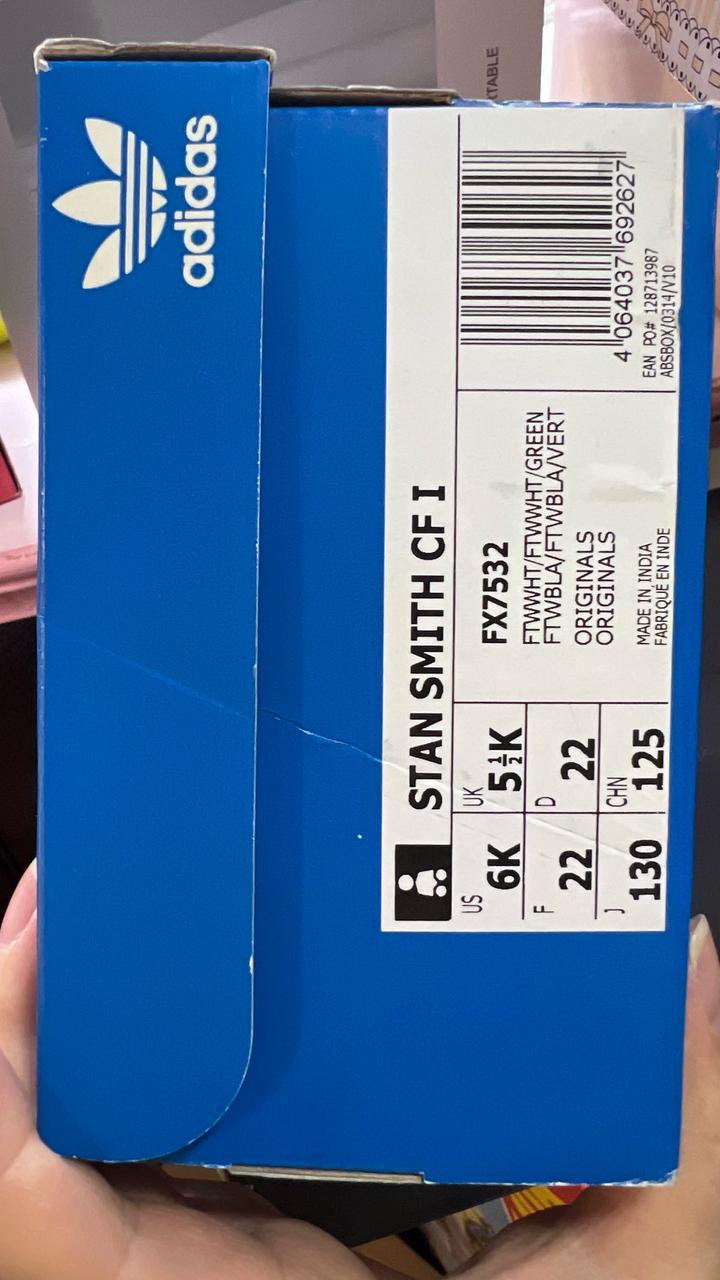 adidas
STAN SMITH CF I
US
6K
UK
5½K
F
22
D
22
J
130
CHN
125
FX7532
FTWWHT/FTWWHT/GREEN
FTWBLA/FTWBLA/VERT
ORIGINALS
ORIGINALS
MADE IN INDIA
FABRIQUÉ EN INDE
4 064037 692627
EAN PO# 128713987
ABSBOX/0314/V10